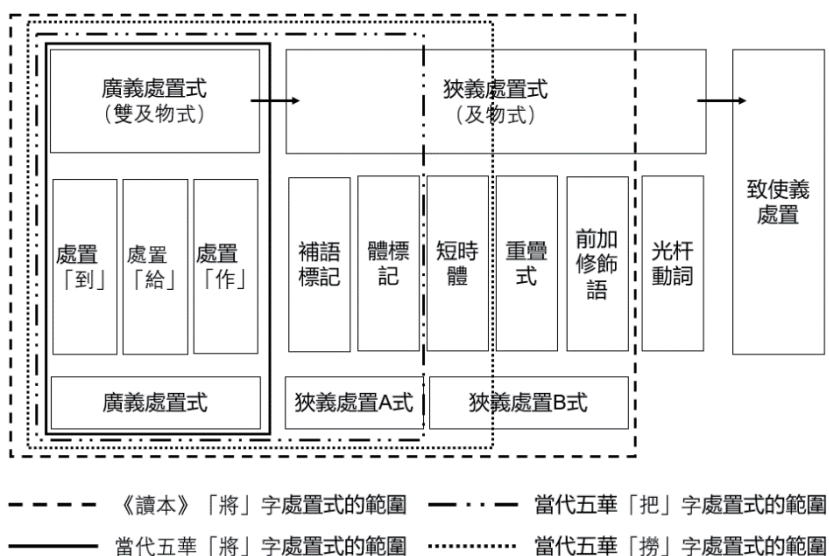 廣義處置式
（雙及物式）
狹義處置式
（及物式）
致使義
處置
處置
「到」
處置
「給」
處置
「作」
補語
標記
體標
記
短時
體
重疊
式
前加
修飾
語
光杆
動詞
廣義處置式
狹義處置A式
狹義處置B式
《讀本》「將」字處置式的範圍
當代五華「把」字處置式的範圍
當代五華「將」字處置式的範圍
當代五華「撈」字處置式的範圍